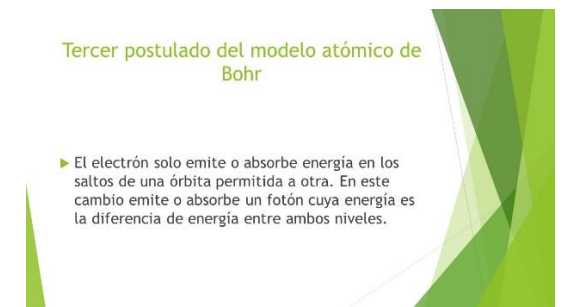 Tercer postulado del modelo atómico de
Bohr
El electrón solo emite o absorbe energía en los
saltos de una órbita permitida a otra. En este
cambio emite o absorbe un fotón cuya energía es
la diferencia de energía entre ambos niveles.